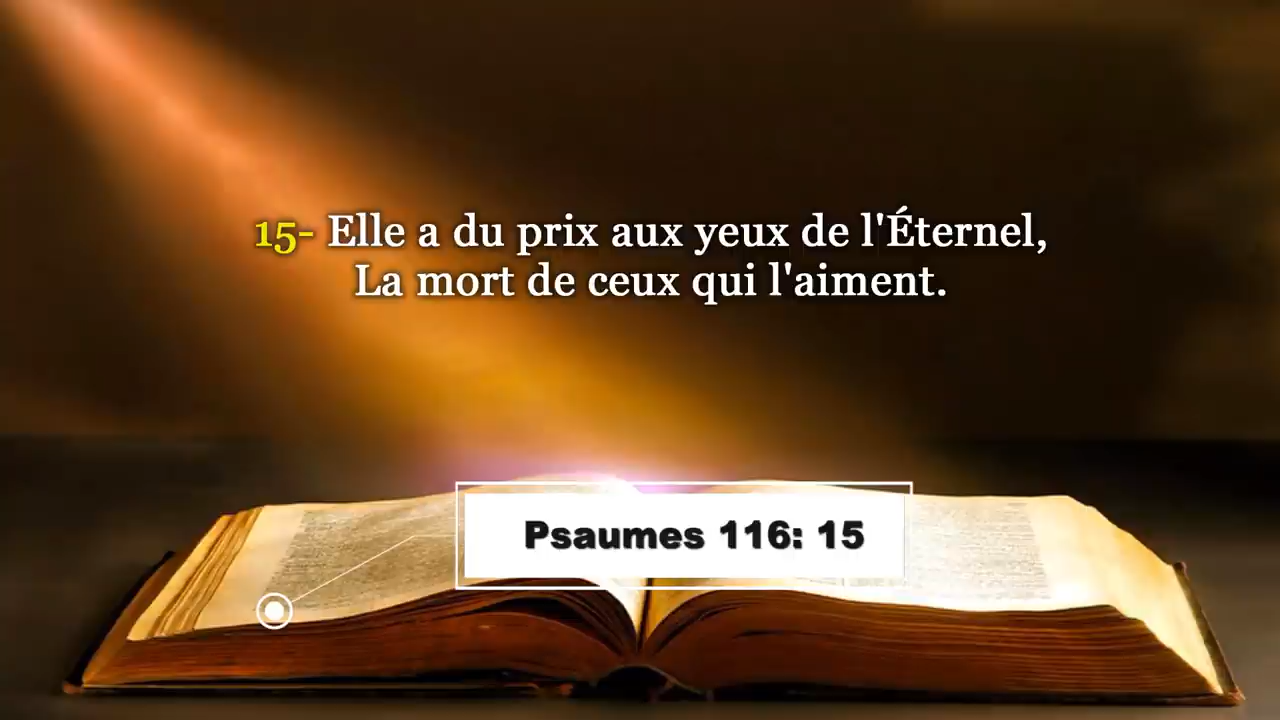 15- Elle a du prix aux yeux de l'Éternel,
La mort de ceux qui l'aiment.
Psaumes 116: 15